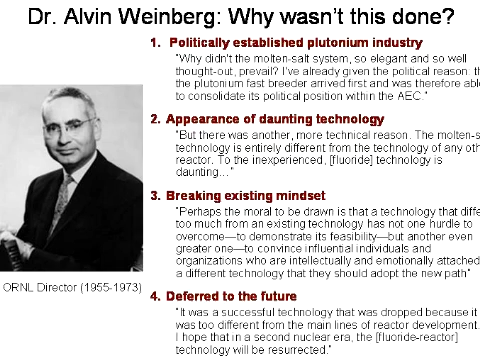 Dr. Alvin Weinberg: Why wasn't this done?
1. Politically established plutonium industry
"Why didn't the molten-salt system, so elegant and so well
thought-out, prevail? I've already given the political reason:
the plutonium fast breeder arrived first and was therefore
to consolidate its political position within the AEC."
2. Appearance of daunting technology
"But there was another, more technical reason. The
technology is entirely different from the technology of any
reactor. To the inexperienced, [fluoride] technology is
daunting…"
3. Breaking existing mindset
"Perhaps the moral to be drawn is that a technology that
too much from an existing technology has not one hurdle to
overcome—to demonstrate its feasibility—but another even
greater one—to convince influential individuals and
organizations who are intellectually and emotionally attached
a different technology that they should adopt the new path"
ORNL Director (1955-1973)
4. Deferred to the future
"It was a successful technology that was dropped because it
was too different from the main lines of reactor development.
I hope that in a second nuclear era, the [fluoride-reactor]
technology will be resurrected."